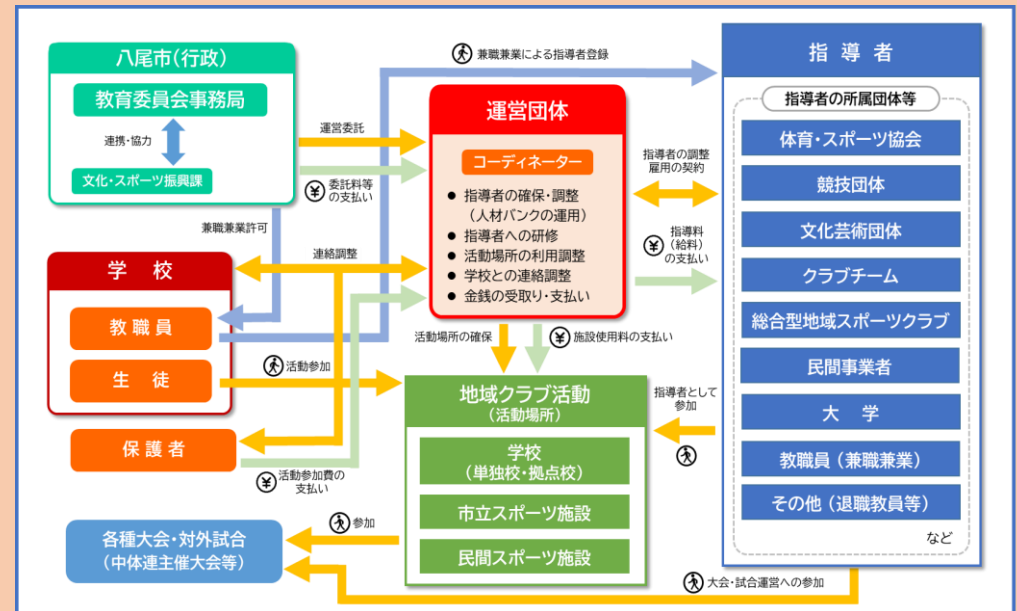 八尾市(行政)
教育委員会事務局
連携・協力
文化・スポーツ振興課
兼職兼業による指導者登録
運営委託
¥ 委託料等
の支払い
兼職兼業許可
連絡調整
学 校
教職員
生 徒
保護者
活動参加
¥ 活動参加費の
支払い
運営団体
コーディネーター
● 指導者の確保・調整
(人材バンクの運用)
● 指導者への研修
● 活動場所の利用調整
● 学校との連絡調整
● 金銭の受取り・支払い
指導者の調整
雇用の契約
¥ 指導料
(給料)
の支払い
活動場所の確保
¥ 施設使用料の支払い
地域クラブ活動
(活動場所)
学校
(単独校・拠点校)
市立スポーツ施設
民間スポーツ施設
指導者として
参加
参加
各種大会・対外試合
(中体連主催大会等)
大会・試合運営への参加
指 導 者
指導者の所属団体等
体育・スポーツ協会
競技団体
文化芸術団体
クラブチーム
総合型地域スポーツクラブ
民間事業者
大 学
教職員(兼職兼業)
その他(退職教員等)
など